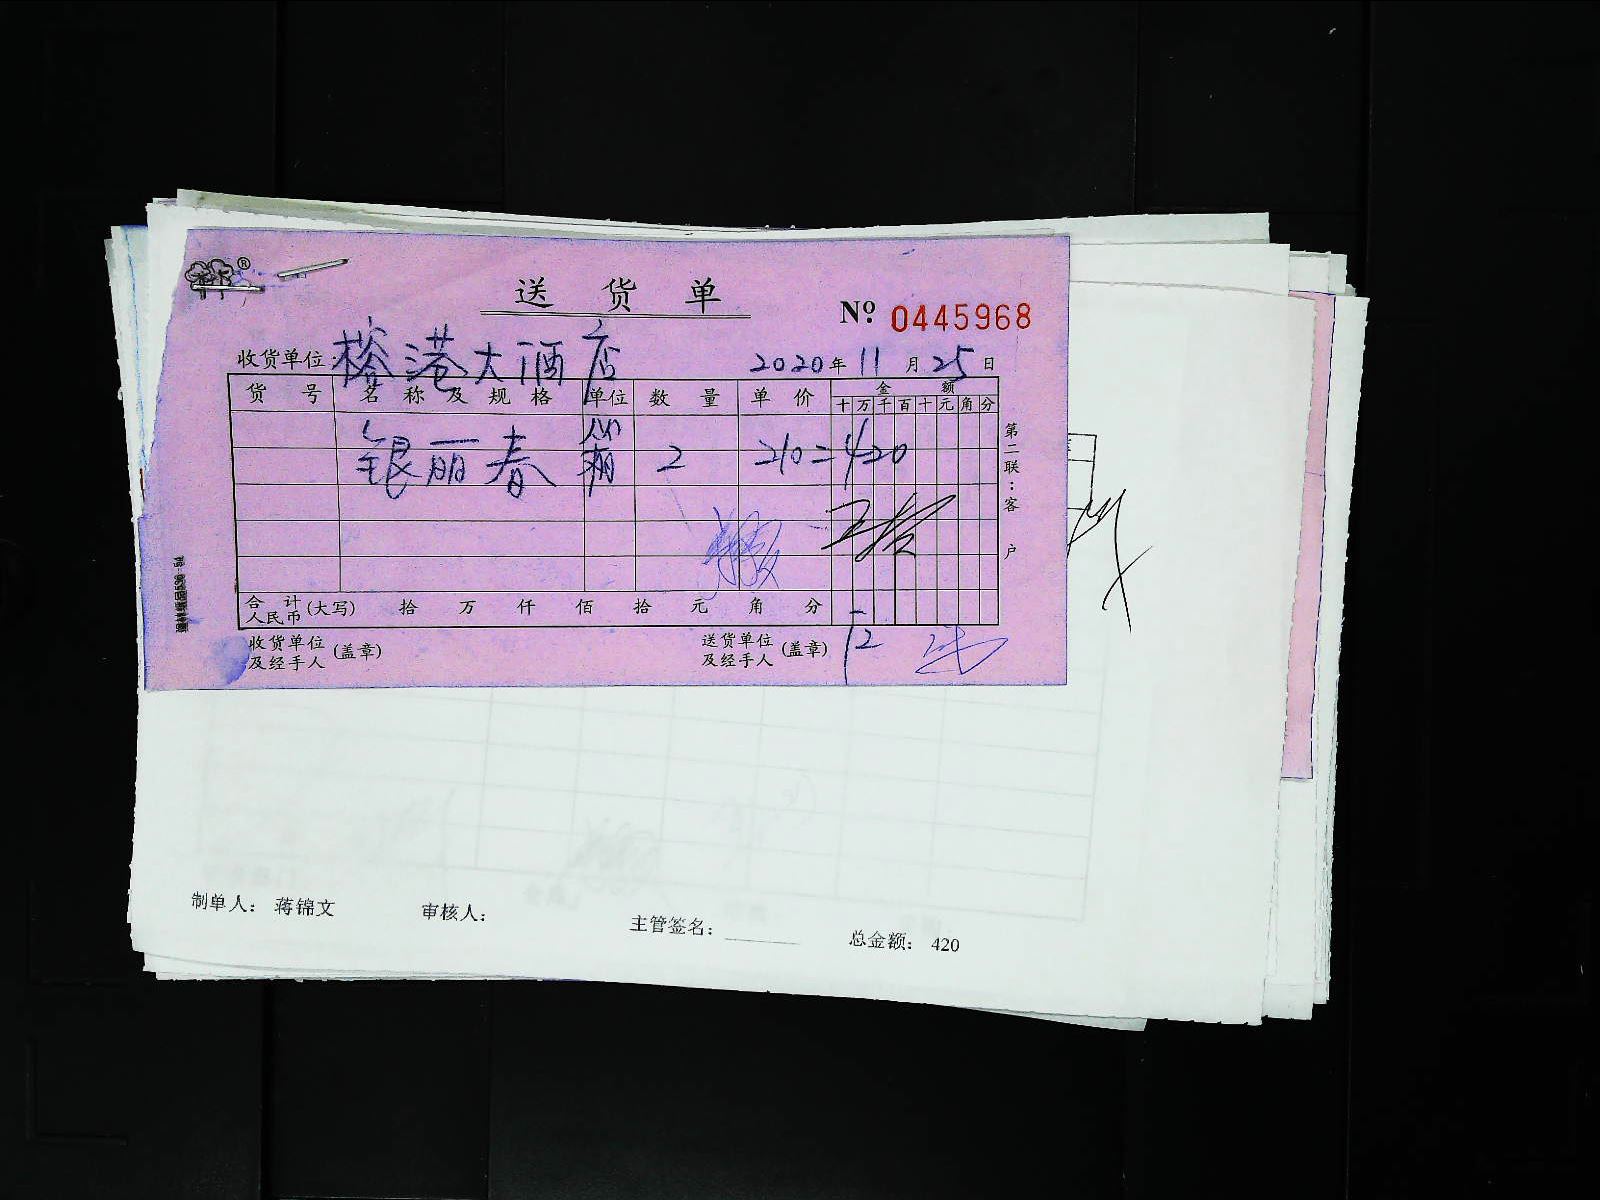 ®
送 货 单
№ 0445968
收货单位: 榕港大酒店 2020年 11 月 25 日
货 号 名 称 及 规 格 单位 数 量 单 价 金 额
十 万 千 百 十 元 角 分
银丽春 2 210=420
第二联:客户
合 计 人民币 (大写) 拾 万 仟 佰 拾 元 角 分
收货单位及经手人 (盖章) 送货单位及经手人 (盖章)
制单人: 蒋锦文 审核人: 主管签名: 总金额: 420